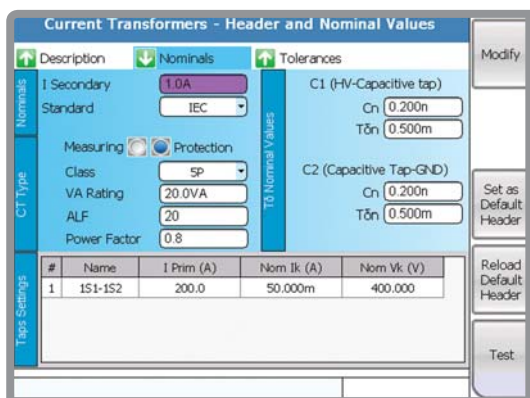 Current Transformers - Header and Nominal Values
Description
Nominals
Tolerances
Nominals
I Secondary
1.0A
Standard
IEC
Measuring
Protection
CT Type
Class
5P
VA Rating
20.0VA
ALF
20
Power Factor
0.8
Tδ Nominal Values
C1 (HV-Capacitive tap)
Cn
0.200n
Tδn
0.500m
C2 (Capacitive Tap-GND)
Cn
0.200n
Tδn
0.500m
Taps Settings
# Name I Prim (A) Nom Ik (A) Nom Vk (V)
1 1S1-1S2 200.0 50.000m 400.000
Modify
Set as
Default
Header
Reload
Default
Header
Test